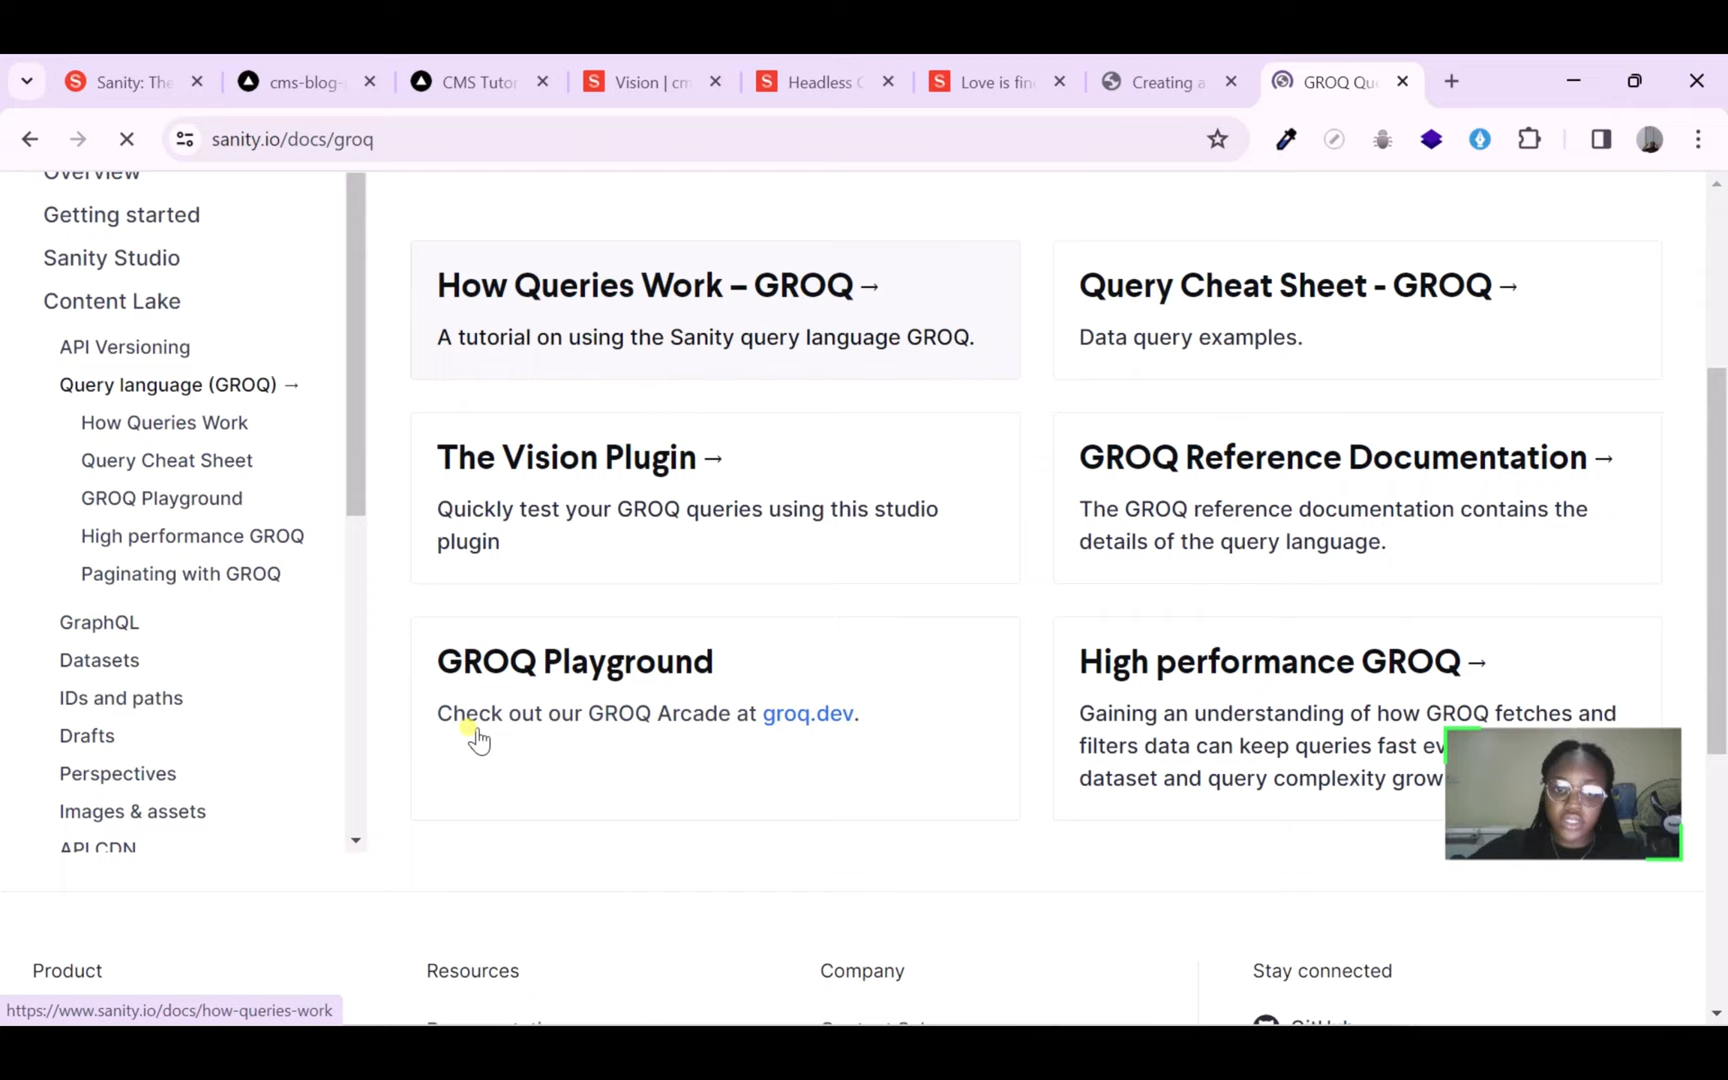 Sanity: The
cms-blog-
CMS Tutor
Vision | cm
Headless C
Love is fin
Creating a
GROQ Qu
sanity.io/docs/groq
Overview
Getting started
Sanity Studio
Content Lake
API Versioning
Query language (GROQ) →
How Queries Work
Query Cheat Sheet
GROQ Playground
High performance GROQ
Paginating with GROQ
GraphQL
Datasets
IDs and paths
Drafts
Perspectives
Images & assets
API CDN
How Queries Work – GROQ →
A tutorial on using the Sanity query language GROQ.
Query Cheat Sheet - GROQ →
Data query examples.
The Vision Plugin →
Quickly test your GROQ queries using this studio
plugin
GROQ Reference Documentation →
The GROQ reference documentation contains the
details of the query language.
GROQ Playground
Check out our GROQ Arcade at groq.dev.
High performance GROQ →
Gaining an understanding of how GROQ fetches and
filters data can keep queries fast ev
dataset and query complexity grow
Product
Resources
Company
Stay connected
GitHub
https://www.sanity.io/docs/how-queries-work